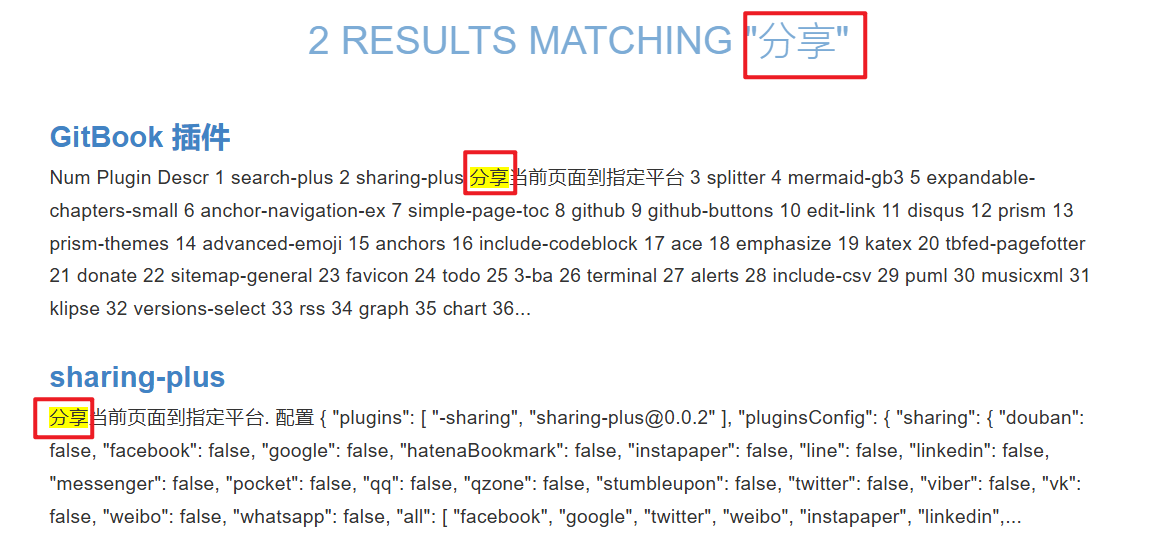 2 RESULTS MATCHING "分享"
GitBook 插件
Num Plugin Descr 1 search-plus 2 sharing-plus 分享当前页面到指定平台 3 splitter 4 mermaid-gb3 5 expandable-
chapters-small 6 anchor-navigation-ex 7 simple-page-toc 8 github 9 github-buttons 10 edit-link 11 disqus 12 prism 13
prism-themes 14 advanced-emoji 15 anchors 16 include-codeblock 17 ace 18 emphasize 19 katex 20 tbfed-pagefotter
21 donate 22 sitemap-general 23 favicon 24 todo 25 3-ba 26 terminal 27 alerts 28 include-csv 29 puml 30 musicxml 31
klipse 32 versions-select 33 rss 34 graph 35 chart 36...
sharing-plus
分享当前页面到指定平台. 配置 { "plugins": [ "-sharing", "sharing-plus@0.0.2" ], "pluginsConfig": { "sharing": { "douban":
false, "facebook": false, "google": false, "hatenaBookmark": false, "instapaper": false, "line": false, "linkedin": false,
"messenger": false, "pocket": false, "qq": false, "qzone": false, "stumbleupon": false, "twitter": false, "viber": false, "vk":
false, "weibo": false, "whatsapp": false, "all": [ "facebook", "google", "twitter", "weibo", "instapaper", "linkedin",...